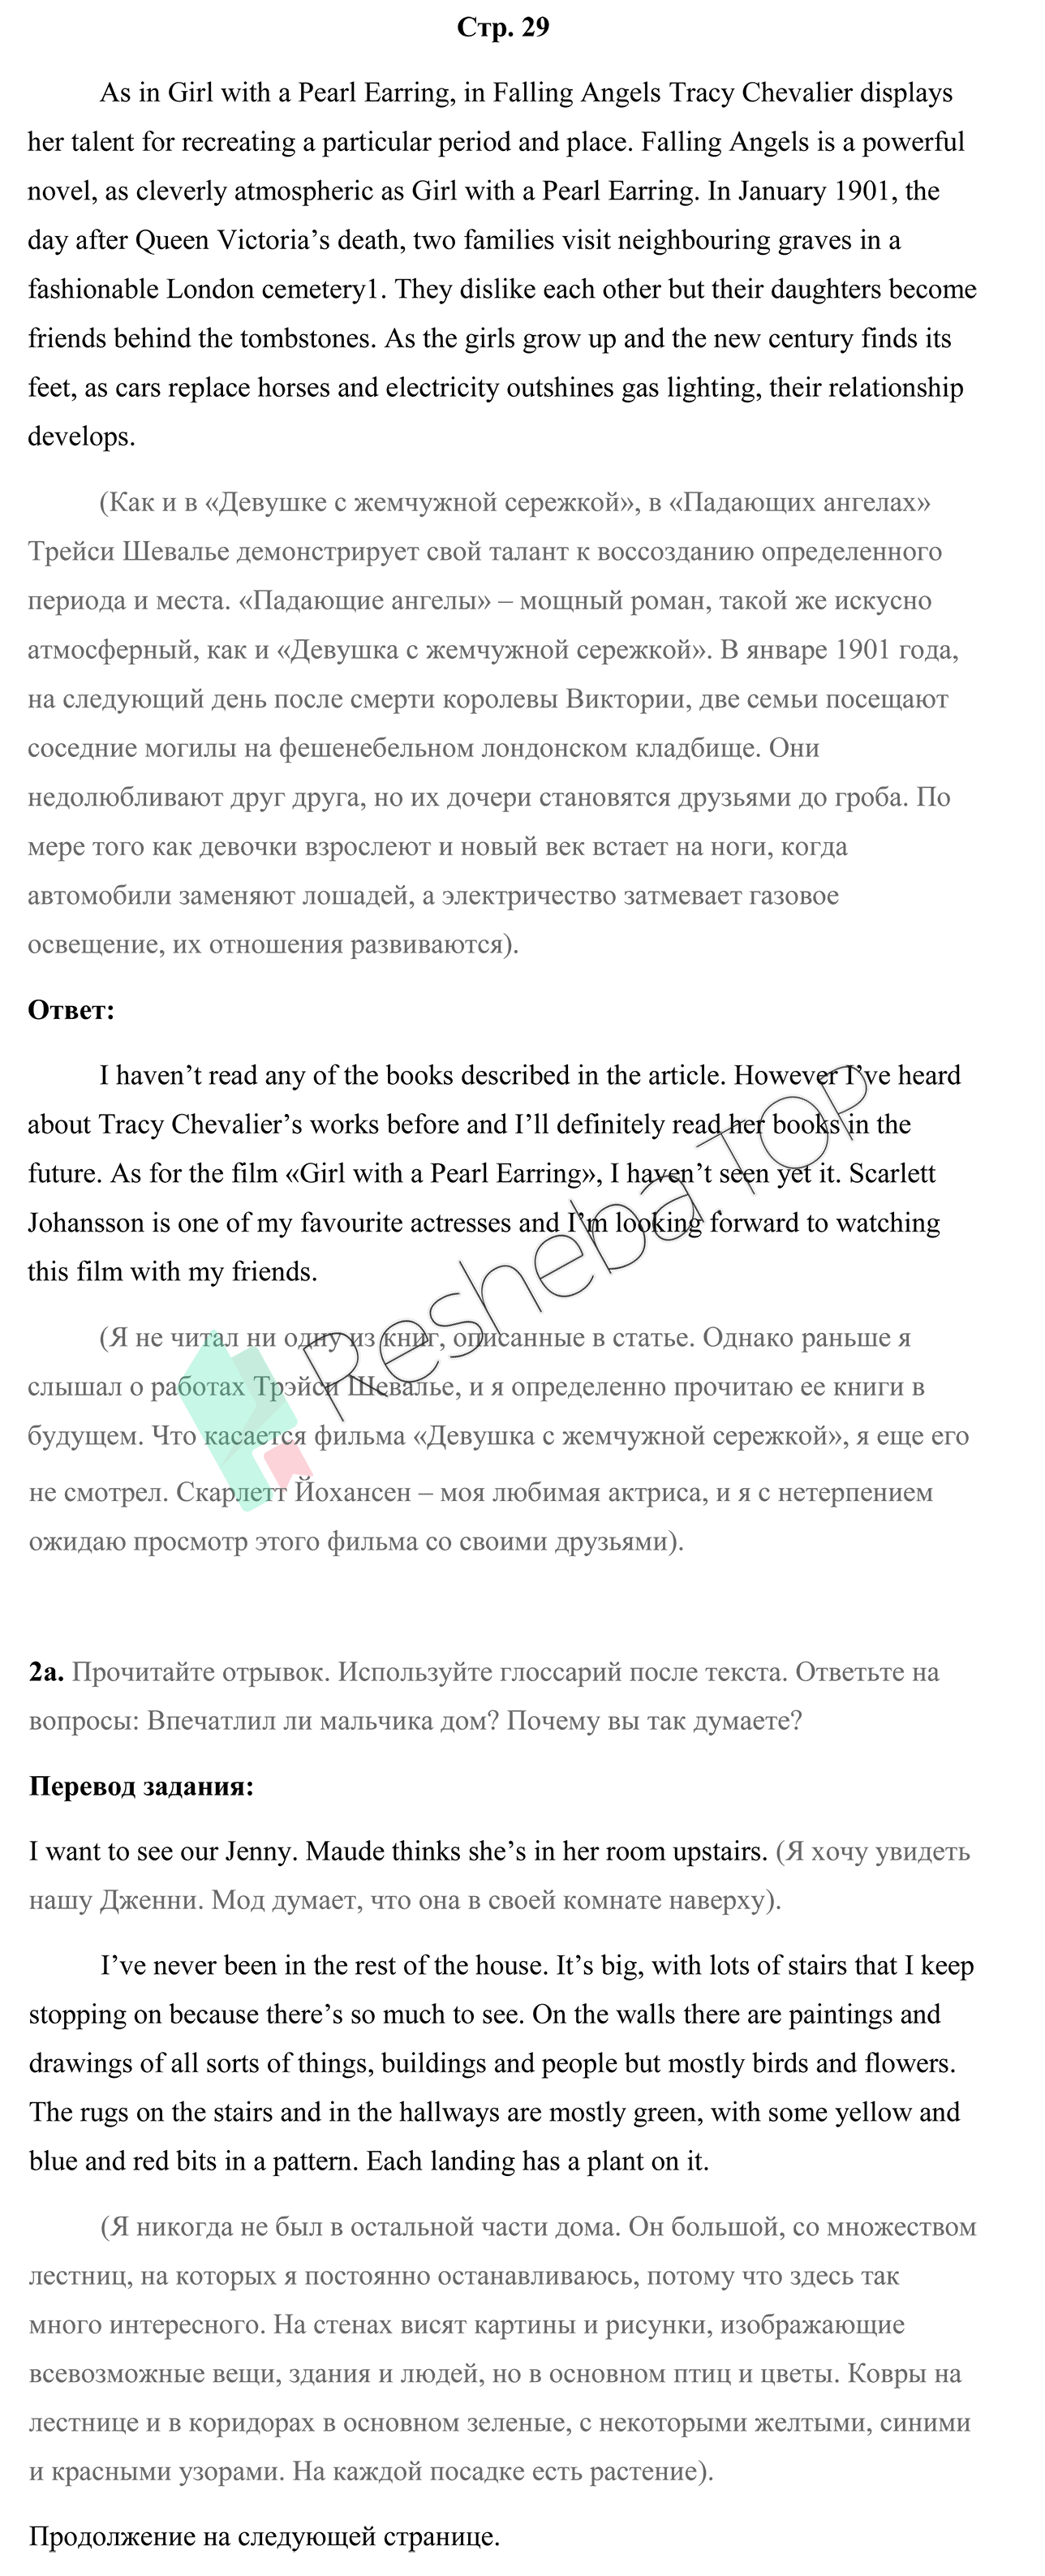 Стр. 29
As in Girl with a Pearl Earring, in Falling Angels Tracy Chevalier displays
her talent for recreating a particular period and place. Falling Angels is a powerful
novel, as cleverly atmospheric as Girl with a Pearl Earring. In January 1901, the
day after Queen Victoria’s death, two families visit neighbouring graves in a
fashionable London cemetery1. They dislike each other but their daughters become
friends behind the tombstones. As the girls grow up and the new century finds its
feet, as cars replace horses and electricity outshines gas lighting, their relationship
develops.
(Как и в «Девушке с жемчужной сережкой», в «Падающих ангелах»
Трейси Шевалье демонстрирует свой талант к воссозданию определенного
периода и места. «Падающие ангелы» – мощный роман, такой же искусно
атмосферный, как и «Девушка с жемчужной сережкой». В январе 1901 года,
на следующий день после смерти королевы Виктории, две семьи посещают
соседние могилы на фешенебельном лондонском кладбище. Они
недолюбливают друг друга, но их дочери становятся друзьями до гроба. По
мере того как девочки взрослеют и новый век встает на ноги, когда
автомобили заменяют лошадей, а электричество затмевает газовое
освещение, их отношения развиваются).
Ответ:
I haven’t read any of the books described in the article. However I’ve heard
about Tracy Chevalier’s works before and I’ll definitely read her books in the
future. As for the film «Girl with a Pearl Earring», I haven’t seen yet it. Scarlett
Johansson is one of my favourite actresses and I’m looking forward to watching
this film with my friends.
(Я не читал ни одну из книг, описанные в статье. Однако раньше я
слышал о работах Трэйси Шевалье, и я определенно прочитаю ее книги в
будущем. Что касается фильма «Девушка с жемчужной сережкой», я еще его
не смотрел. Скарлетт Йохансен – моя любимая актриса, и я с нетерпением
ожидаю просмотр этого фильма со своими друзьями).
Resheba TOP
2a. Прочитайте отрывок. Используйте глоссарий после текста. Ответьте на
вопросы: Впечатлил ли мальчика дом? Почему вы так думаете?
Перевод задания:
I want to see our Jenny. Maude thinks she’s in her room upstairs. (Я хочу увидеть
нашу Дженни. Мод думает, что она в своей комнате наверху).
I’ve never been in the rest of the house. It’s big, with lots of stairs that I keep
stopping on because there’s so much to see. On the walls there are paintings and
drawings of all sorts of things, buildings and people but mostly birds and flowers.
The rugs on the stairs and in the hallways are mostly green, with some yellow and
blue and red bits in a pattern. Each landing has a plant on it.
(Я никогда не был в остальной части дома. Он большой, со множеством
лестниц, на которых я постоянно останавливаюсь, потому что здесь так
много интересного. На стенах висят картины и рисунки, изображающие
всевозможные вещи, здания и людей, но в основном птиц и цветы. Ковры на
лестнице и в коридорах в основном зеленые, с некоторыми желтыми, синими
и красными узорами. На каждой посадке есть растение).
Продолжение на следующей странице.